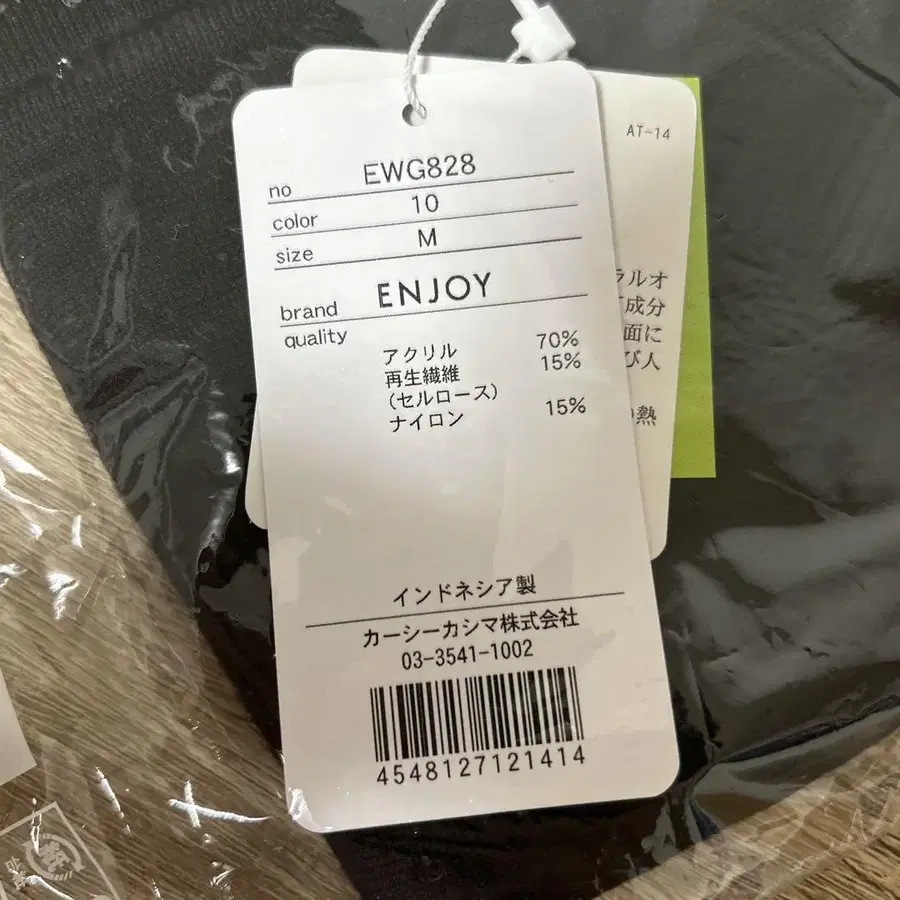 no EWG828
color 10
size M
brand ENJOY
quality
アクリル 70%
再生繊維 15%
(セルロース)
ナイロン 15%
インドネシア製
カーシーカシマ株式会社
03-3541-1002
4548127121414
AT-14
ラルオ
成分
面に
び人
熱